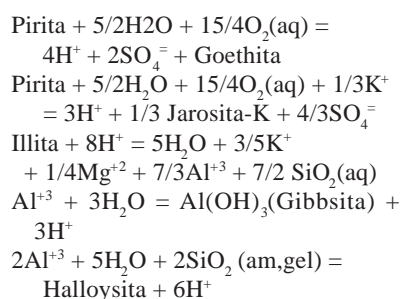 Pirita + 5/2H2O + 15/4O₂(aq) =
4H⁺ + 2SO₄⁼ + Goethita
Pirita + 5/2H₂O + 15/4O₂(aq) + 1/3K⁺
= 3H⁺ + 1/3 Jarosita-K + 4/3SO₄⁼
Illita + 8H⁺ = 5H₂O + 3/5K⁺
+ 1/4Mg⁺² + 7/3Al⁺³ + 7/2 SiO₂(aq)
Al⁺³ + 3H₂O = Al(OH)₃(Gibbsita) +
3H⁺
2Al⁺³ + 5H₂O + 2SiO₂ (am,gel) =
Halloysita + 6H⁺